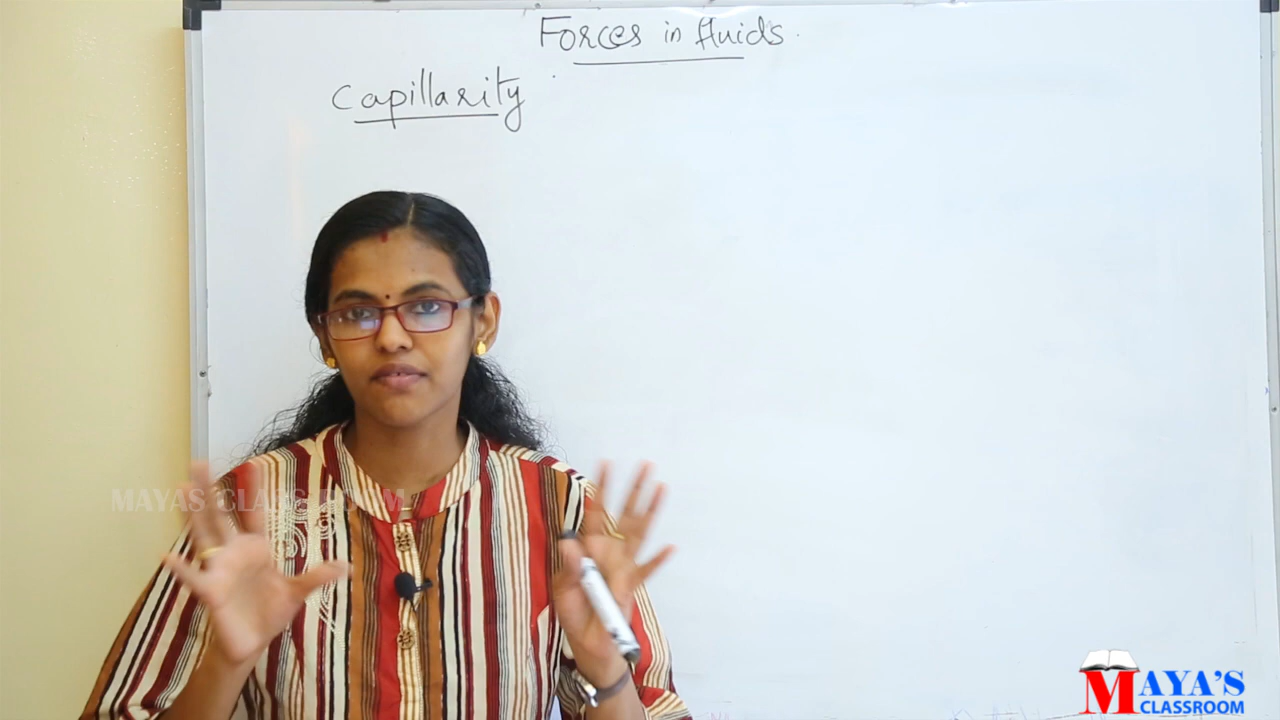 Forces in fluids.
Capillarity
MAYAS CLASSROOM
MAYA'S
CLASSROOM